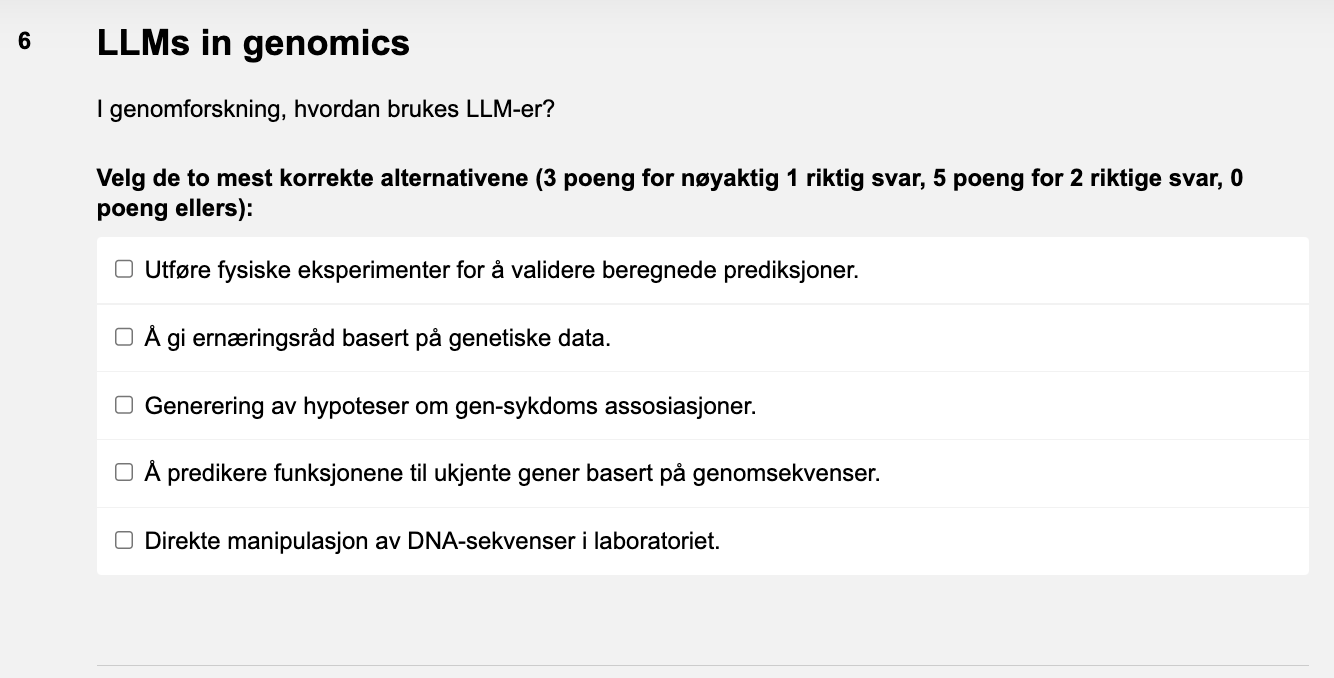 6
LLMs in genomics
I genomforskning, hvordan brukes LLM-er?
Velg de to mest korrekte alternativene (3 poeng for nøyaktig 1 riktig svar, 5 poeng for 2 riktige svar, 0
poeng ellers):
Utføre fysiske eksperimenter for å validere beregnede prediksjoner.
Å gi ernæringsråd basert på genetiske data.
Generering av hypoteser om gen-sykdoms assosiasjoner.
Å predikere funksjonene til ukjente gener basert på genomsekvenser.
Direkte manipulasjon av DNA-sekvenser i laboratoriet.